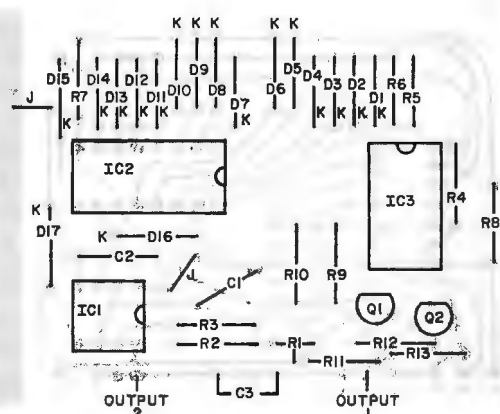 K K K K K
D15 D14 D12 D9 D5 D4 D3 D2 R6
R7 D13 D11 D10 D8 D7 D6 D1 R5
J
K K K K K K K K K
IC2
IC3
R4
R8
K
D17
K D16
C2
J
C1
R10
R9
IC1
Q1
Q2
R3
R2
R1
R12
R11
R13
C3
OUTPUT
2
OUTPUT
1